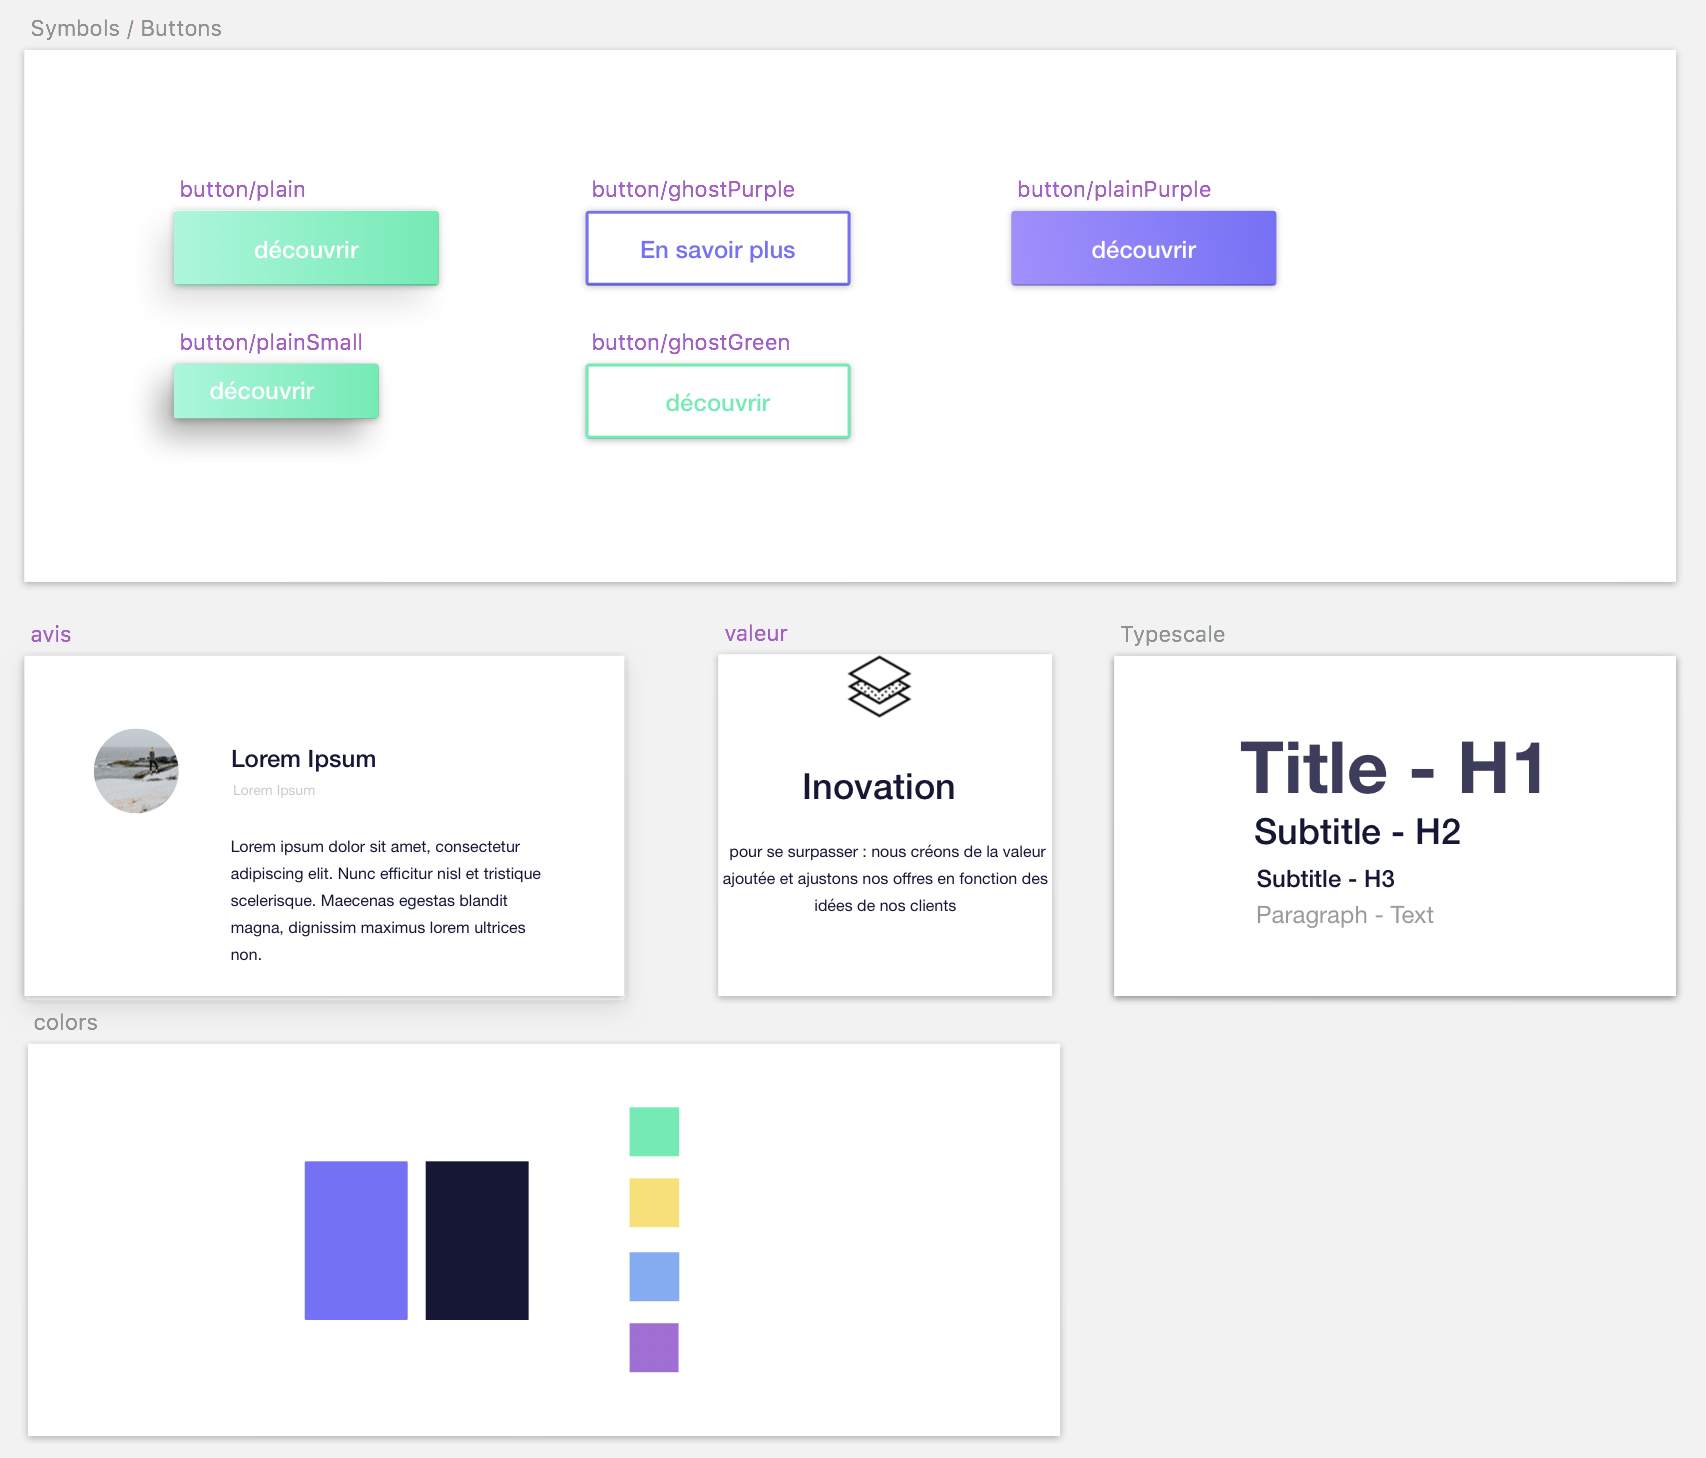 Symbols / Buttons
button/plain
button/ghostPurple
button/plainPurple
découvrir
En savoir plus
découvrir
button/plainSmall
button/ghostGreen
découvrir
découvrir
avis
valeur
Typescale
Lorem Ipsum
Lorem Ipsum
Lorem ipsum dolor sit amet, consectetur
adipiscing elit. Nunc efficitur nisl et tristique
scelerisque. Maecenas egestas blandit
magna, dignissim maximus lorem ultrices
non.
Inovation
pour se surpasser : nous créons de la valeur
ajoutée et ajustons nos offres en fonction des
idées de nos clients
Title - H1
Subtitle - H2
Subtitle - H3
Paragraph - Text
colors